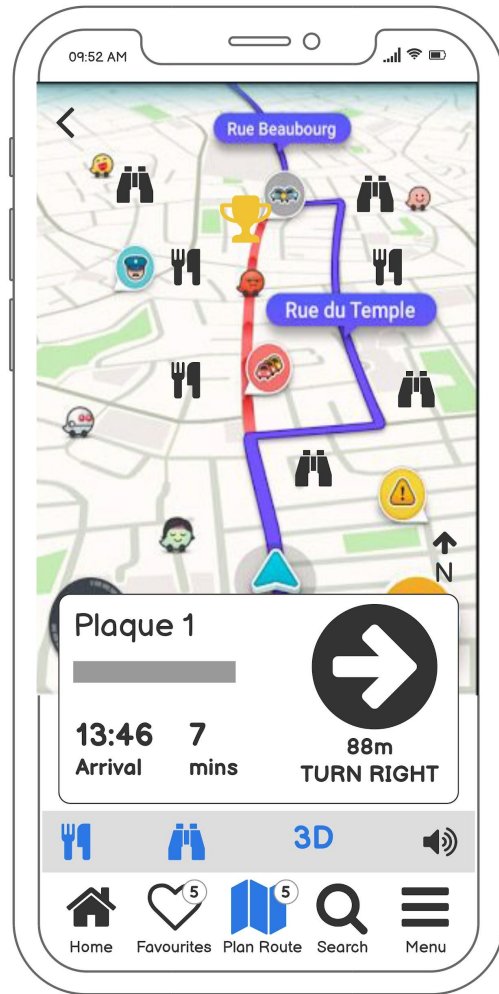 09:52 AM
Rue Beaubourg
Rue du Temple
N
Plaque 1
13:46 7
Arrival mins
88m
TURN RIGHT
3D
5 5
Home Favourites Plan Route Search Menu